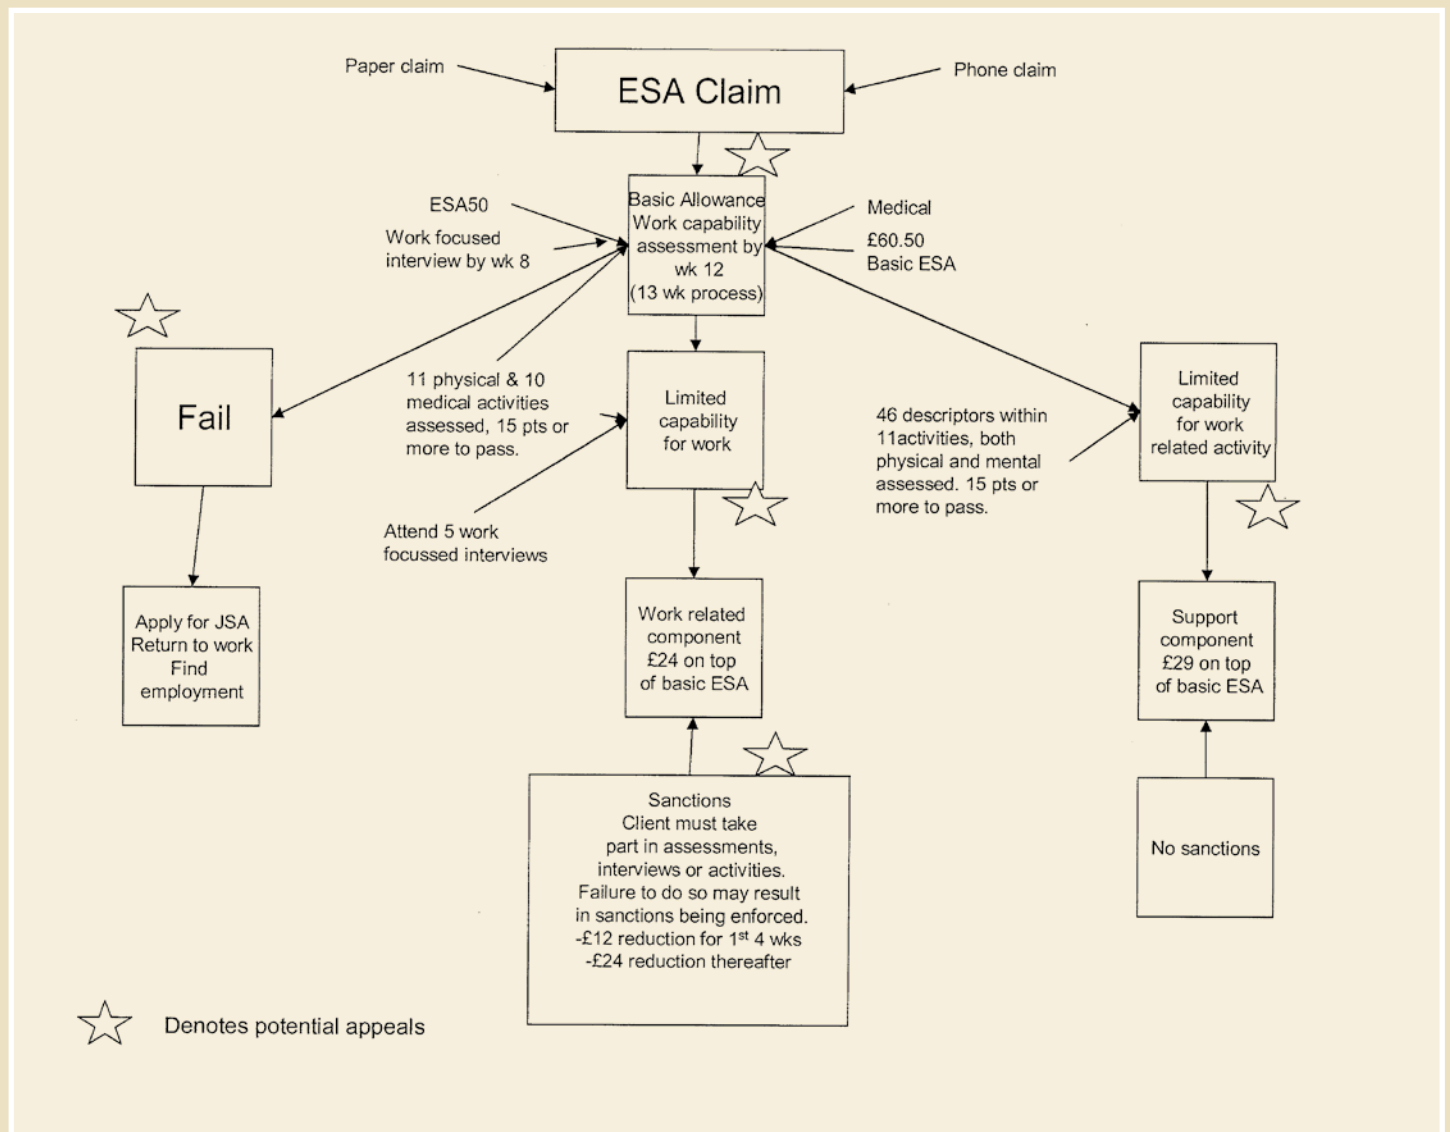 Paper claim
ESA Claim
Phone claim
ESA50
Work focused
interview by wk 8
Basic Allowance
Work capability
assessment by
wk 12
(13 wk process)
Medical
£60.50
Basic ESA
Fail
11 physical & 10
medical activities
assessed, 15 pts or
more to pass.
Limited
capability
for work
46 descriptors within
11activities, both
physical and mental
assessed. 15 pts or
more to pass.
Limited
capability
for work
related activity
Attend 5 work
focussed interviews
Apply for JSA
Return to work
Find
employment
Work related
component
£24 on top
of basic ESA
Support
component
£29 on top
of basic ESA
Sanctions
Client must take
part in assessments,
interviews or activities.
Failure to do so may result
in sanctions being enforced.
-£12 reduction for 1st 4 wks
-£24 reduction thereafter
No sanctions
Denotes potential appeals